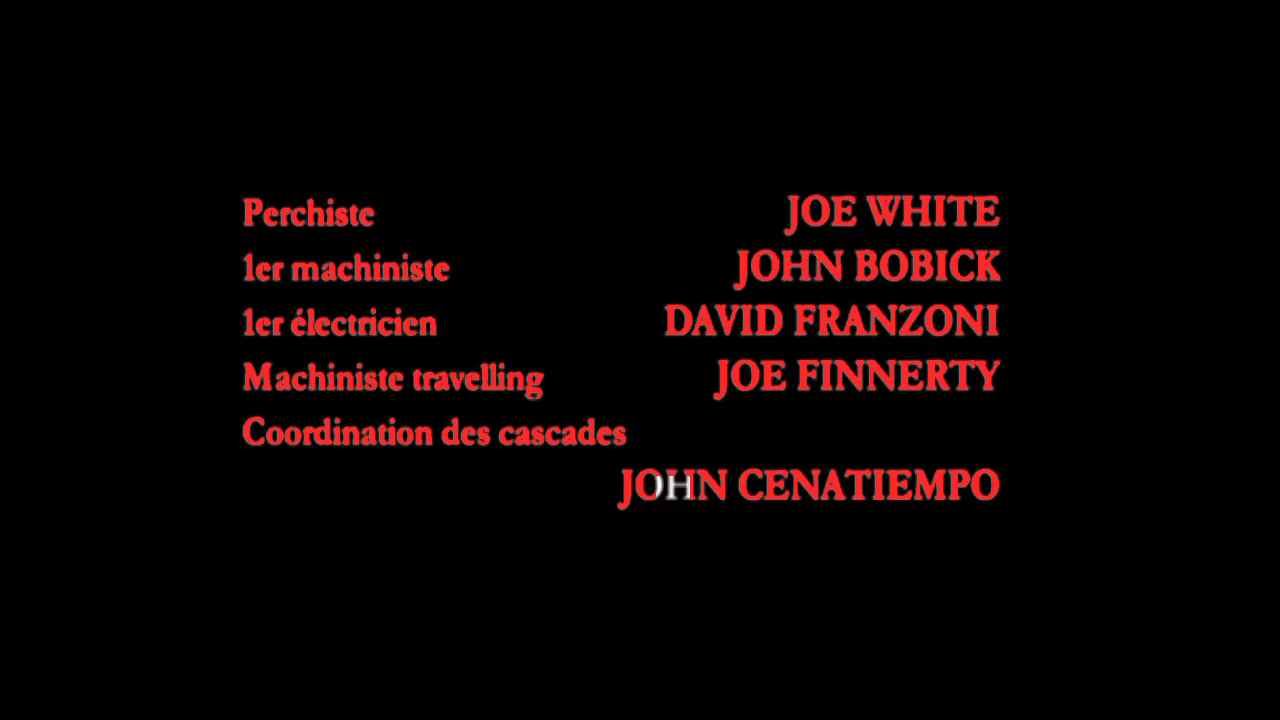 Perchiste JOE WHITE
1er machiniste JOHN BOBICK
1er électricien DAVID FRANZONI
Machiniste travelling JOE FINNERTY
Coordination des cascades
JOHN CENATIEMPO